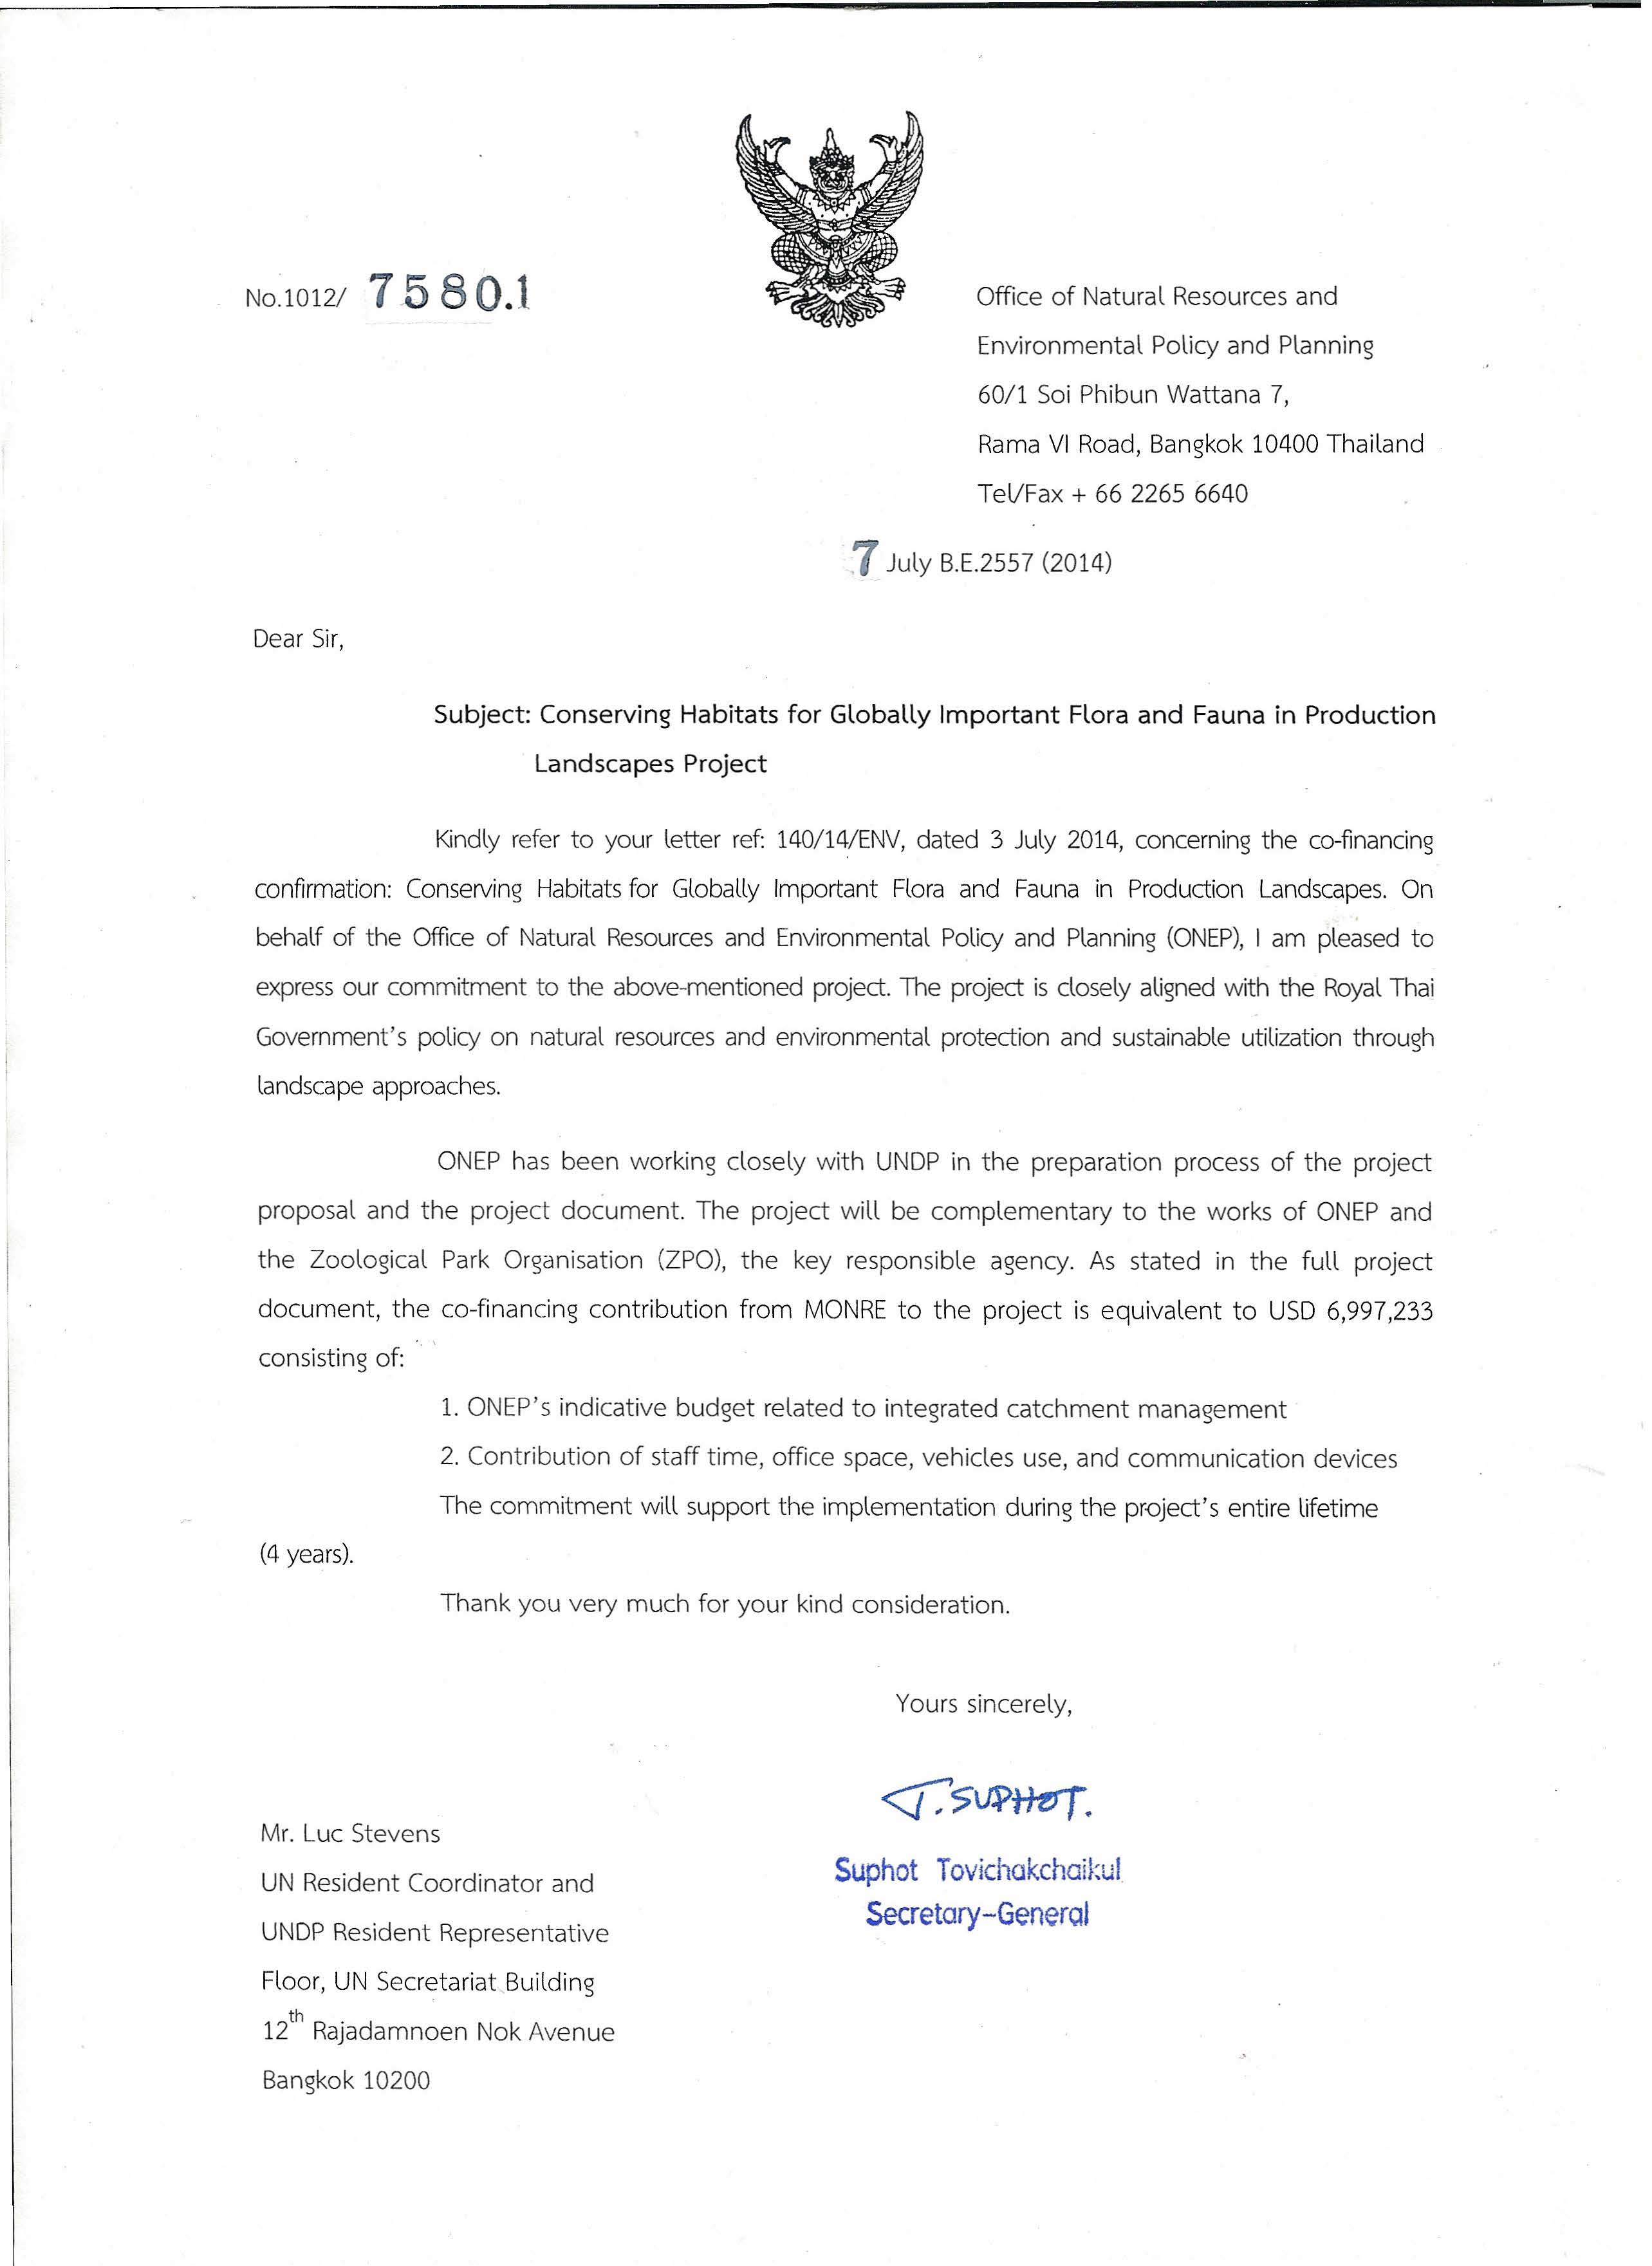 No.1012/ 7580.1
Office of Natural Resources and
Environmental Policy and Planning
60/1 Soi Phibun Wattana 7,
Rama VI Road, Bangkok 10400 Thailand
Tel/Fax + 66 2265 6640
7 July B.E.2557 (2014)
Dear Sir,
Subject: Conserving Habitats for Globally Important Flora and Fauna in Production
Landscapes Project
Kindly refer to your letter ref: 140/14/ENV, dated 3 July 2014, concerning the co-financing
confirmation: Conserving Habitats for Globally Important Flora and Fauna in Production Landscapes. On
behalf of the Office of Natural Resources and Environmental Policy and Planning (ONEP), I am pleased to
express our commitment to the above-mentioned project. The project is closely aligned with the Royal Thai
Government's policy on natural resources and environmental protection and sustainable utilization through
landscape approaches.
ONEP has been working closely with UNDP in the preparation process of the project
proposal and the project document. The project will be complementary to the works of ONEP and
the Zoological Park Organisation (ZPO), the key responsible agency. As stated in the full project
document, the co-financing contribution from MONRE to the project is equivalent to USD 6,997,233
consisting of:
1. ONEP's indicative budget related to integrated catchment management
2. Contribution of staff time, office space, vehicles use, and communication devices
The commitment will support the implementation during the project's entire lifetime
(4 years).
Thank you very much for your kind consideration.
Yours sincerely,
T. SUPHOT.
Suphot Tovichakchaikul
Secretary-General
Mr. Luc Stevens
UN Resident Coordinator and
UNDP Resident Representative
Floor, UN Secretariat Building
12th Rajadamnoen Nok Avenue
Bangkok 10200